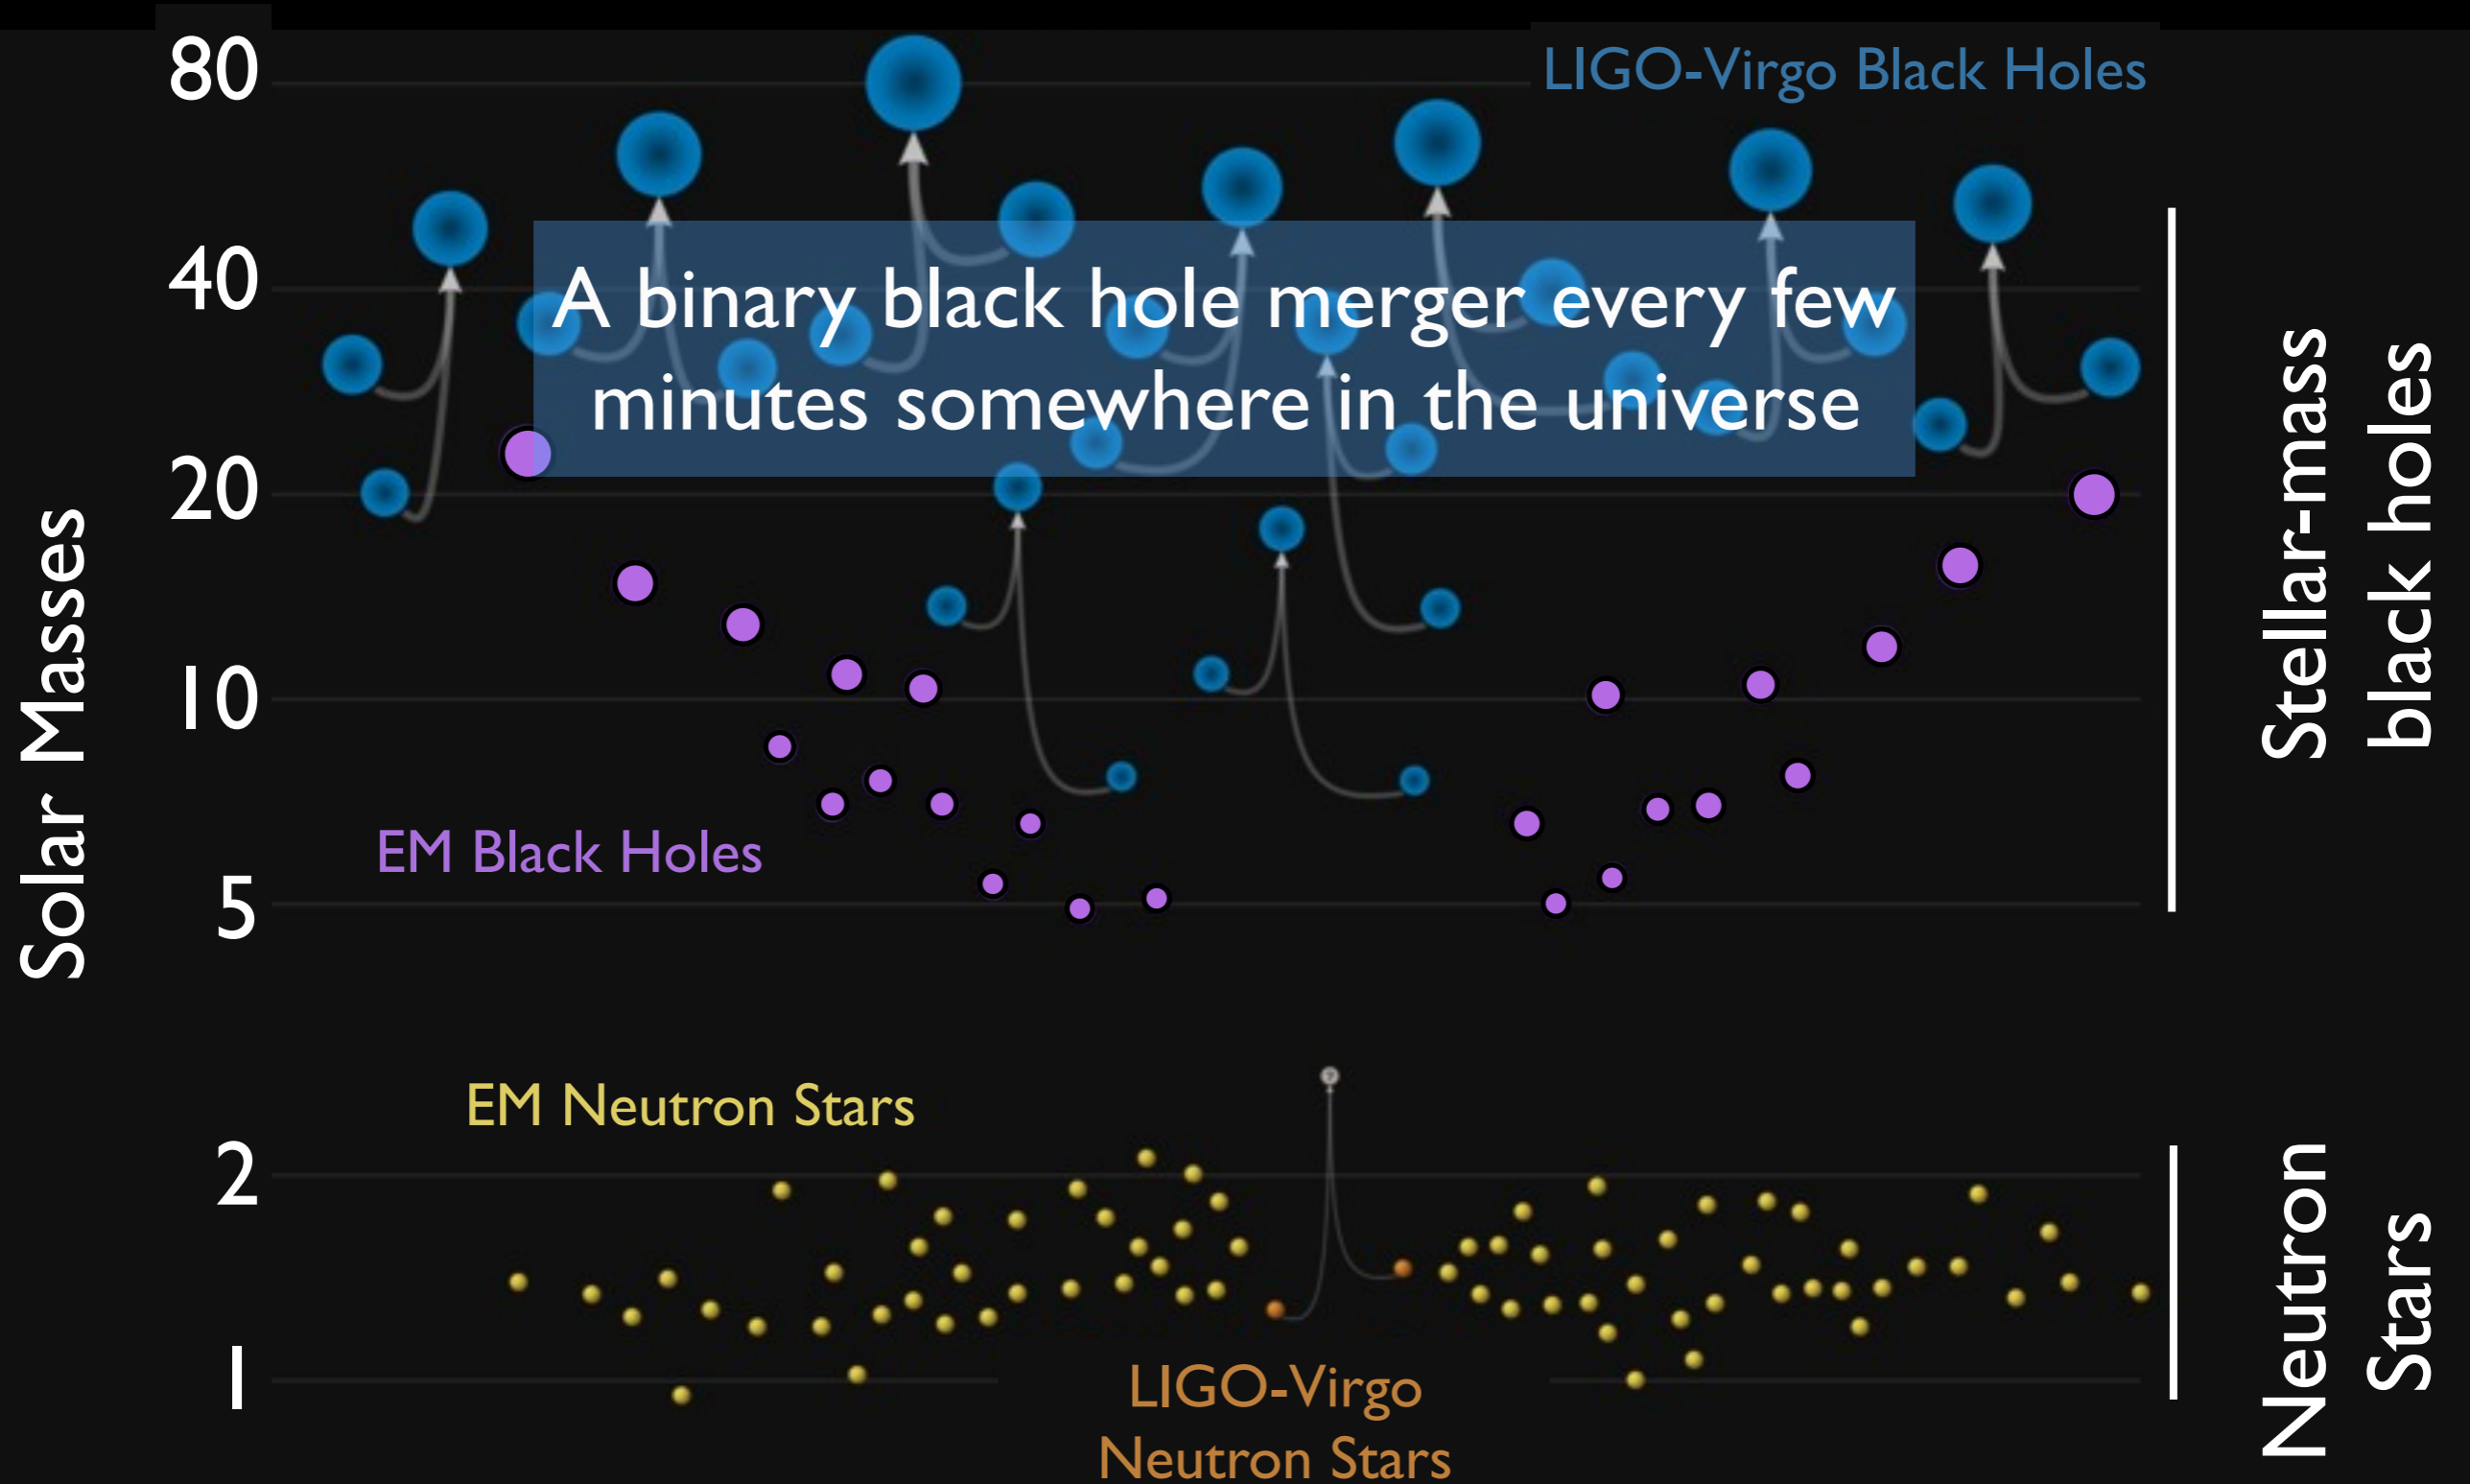 80
LIGO-Virgo Black Holes
40
A binary black hole merger every few
minutes somewhere in the universe
20
Solar Masses
10
Stellar-mass
black holes
EM Black Holes
5
?
EM Neutron Stars
2
1
LIGO-Virgo
Neutron Stars
Neutron
Stars